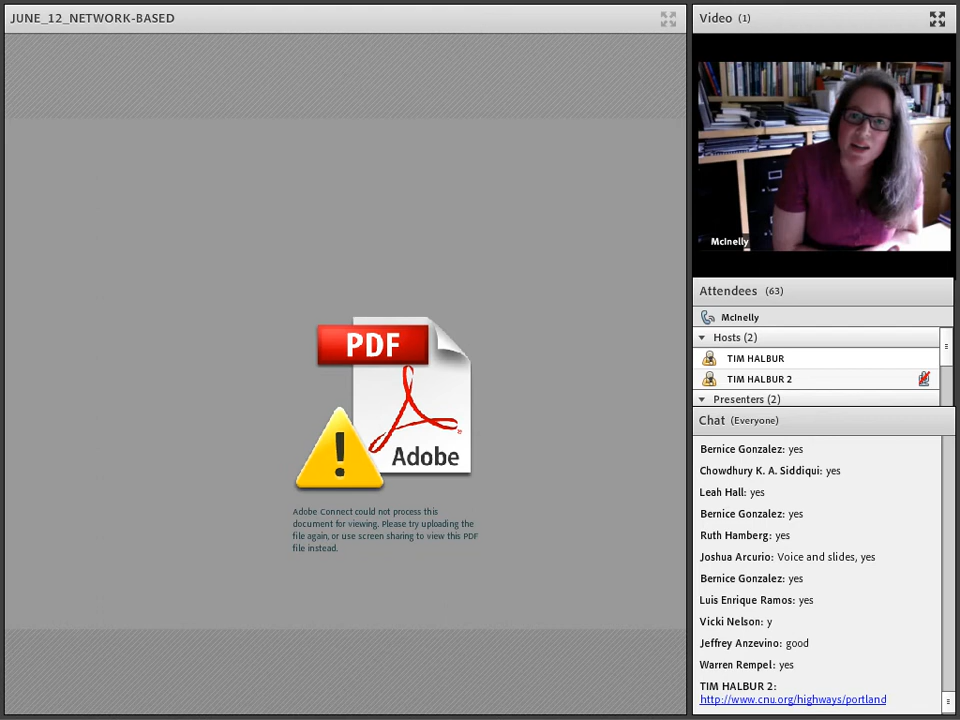 JUNE_12_NETWORK-BASED
PDF
Adobe
Adobe Connect could not process this
document for viewing. Please try uploading the
file again, or use screen sharing to view this PDF
file instead.
Video (1)
McInelly
Attendees (63)
McInelly
Hosts (2)
TIM HALBUR
TIM HALBUR 2
Presenters (2)
Chat (Everyone)
Bernice Gonzalez: yes
Chowdhury K. A. Siddiqui: yes
Leah Hall: yes
Bernice Gonzalez: yes
Ruth Hamberg: yes
Joshua Arcurio: Voice and slides, yes
Bernice Gonzalez: yes
Luis Enrique Ramos: yes
Vicki Nelson: y
Jeffrey Anzevino: good
Warren Rempel: yes
TIM HALBUR 2:
http://www.cnu.org/highways/portland